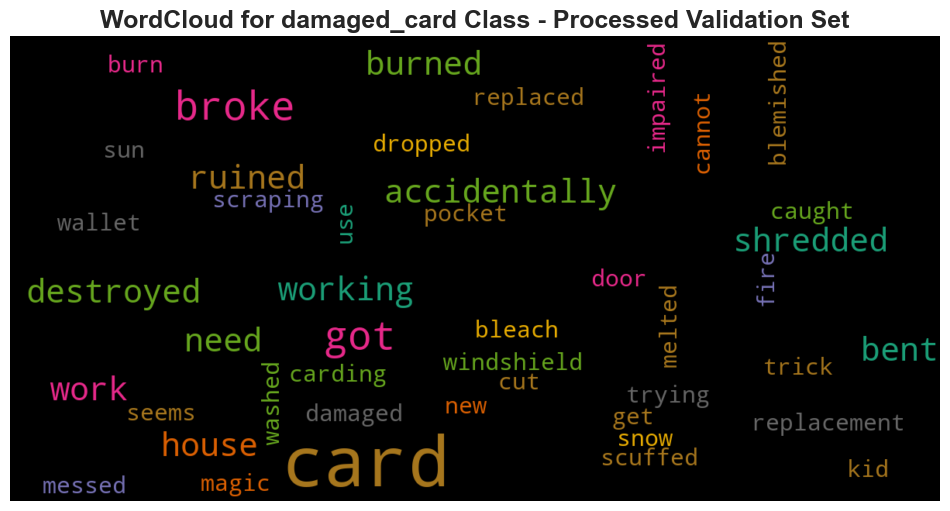 WordCloud for damaged_card Class - Processed Validation Set
burn
burned
impaired
blemished
broke
replaced
cannot
sun
dropped
ruined
accidentally
scraping
wallet
use
pocket
caught
shredded
destroyed
working
door
fire
melted
got
bleach
need
windshield
bent
work
washed
carding
cut
trick
seems
damaged
new
trying
get
replacement
house
card
snow
scuffed
messed
magic
kid